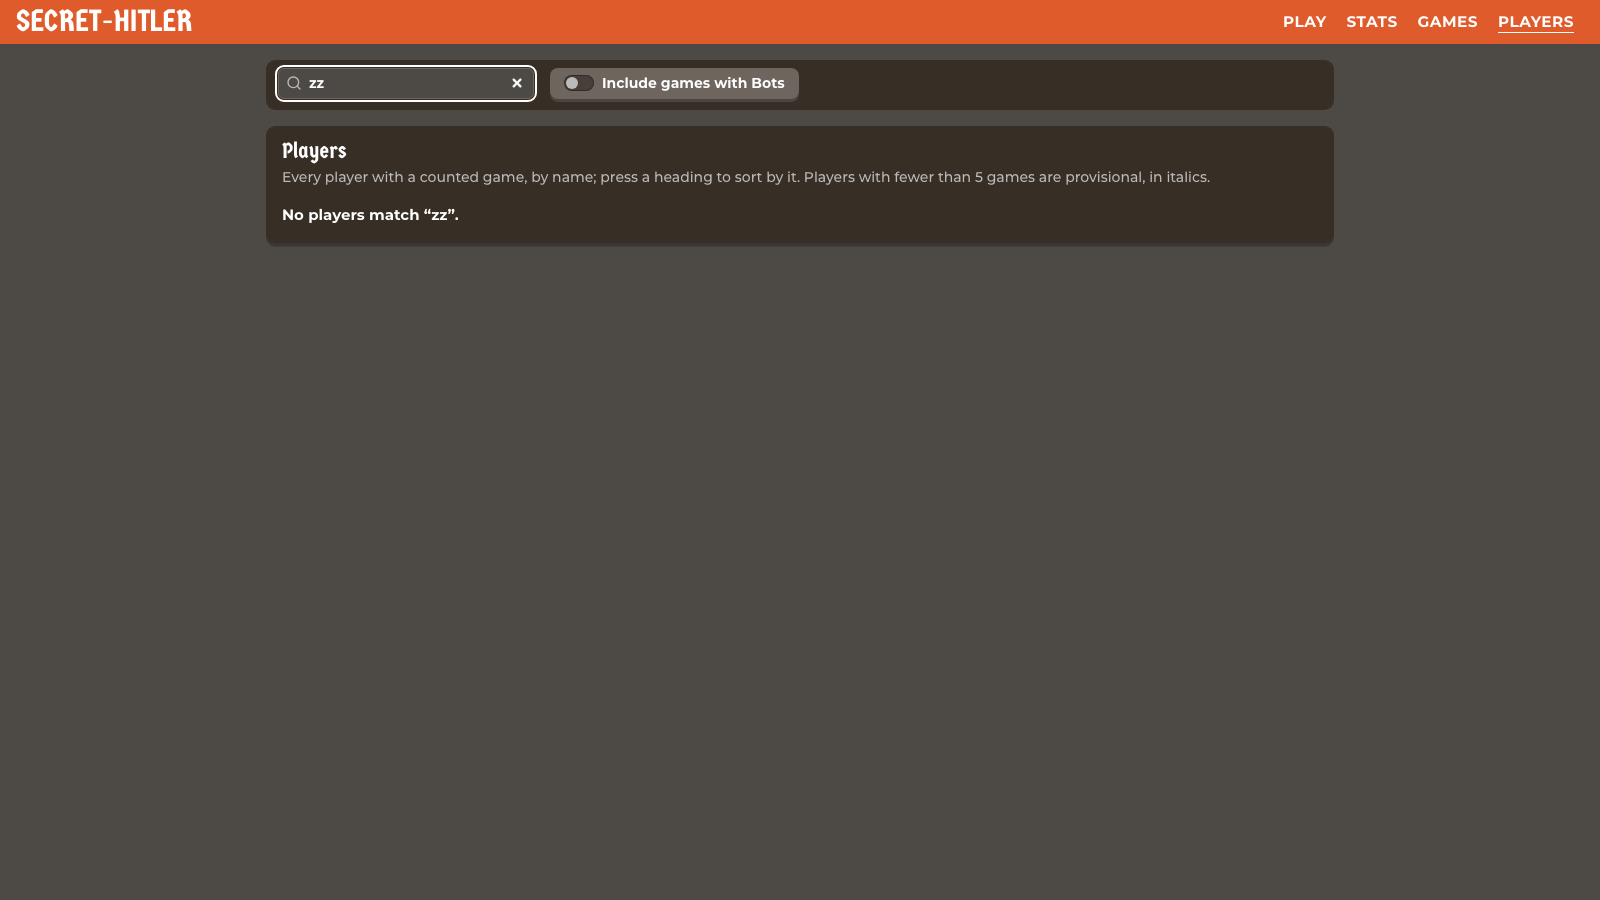 SECRET-HITLER
PLAY STATS GAMES PLAYERS
zz
Include games with Bots
Players
Every player with a counted game, by name; press a heading to sort by it. Players with fewer than 5 games are provisional, in italics.
No players match “zz”.